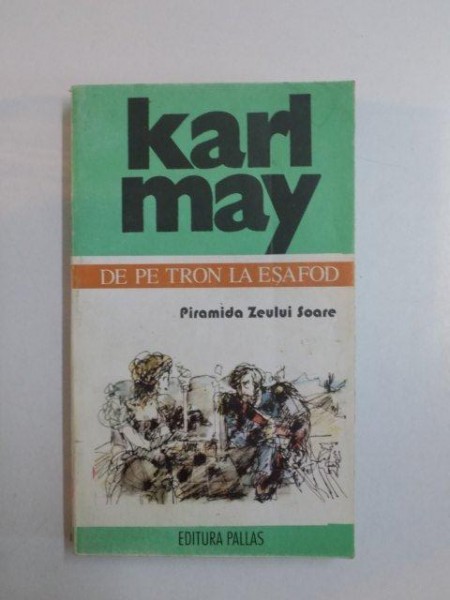 karl
may
DE PE TRON LA EȘAFOD
Piramida Zeului Soare
EDITURA PALLAS